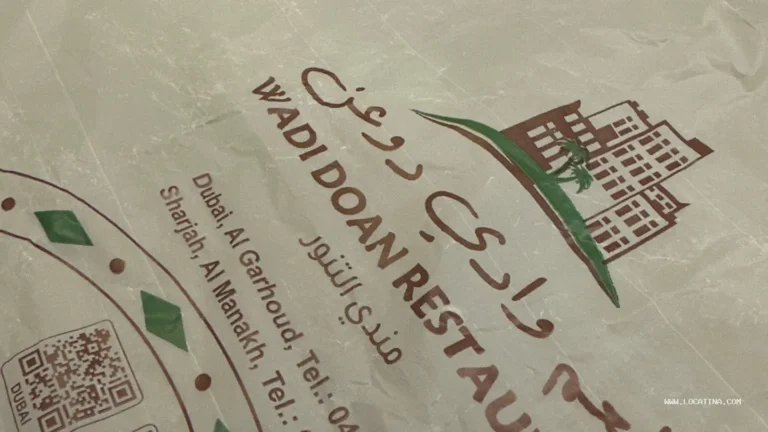 وادي دوعن
WADI DOAN RESTAU
مندي التنور
Dubai, Al Garhoud, Tel.: 04
Sharjah, Al Manakh, Tel.:
DUBAI
WWW.LOCATINA.COM